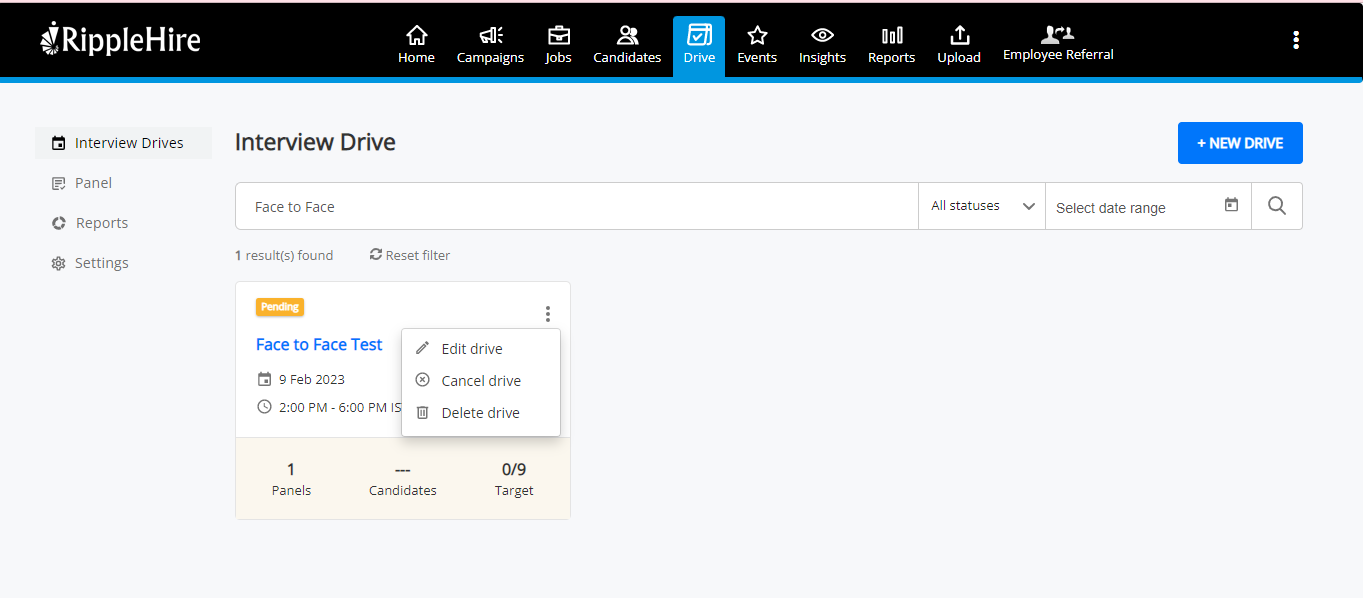 RippleHire
Home
Campaigns
Jobs
Candidates
Drive
Events
Insights
Reports
Upload
Employee Referral
Interview Drives
Panel
Reports
Settings
Interview Drive
+ NEW DRIVE
Face to Face
All statuses
Select date range
1 result(s) found
Reset filter
Pending
Face to Face Test
9 Feb 2023
2:00 PM - 6:00 PM IS
Edit drive
Cancel drive
Delete drive
1
Panels
---
Candidates
0/9
Target